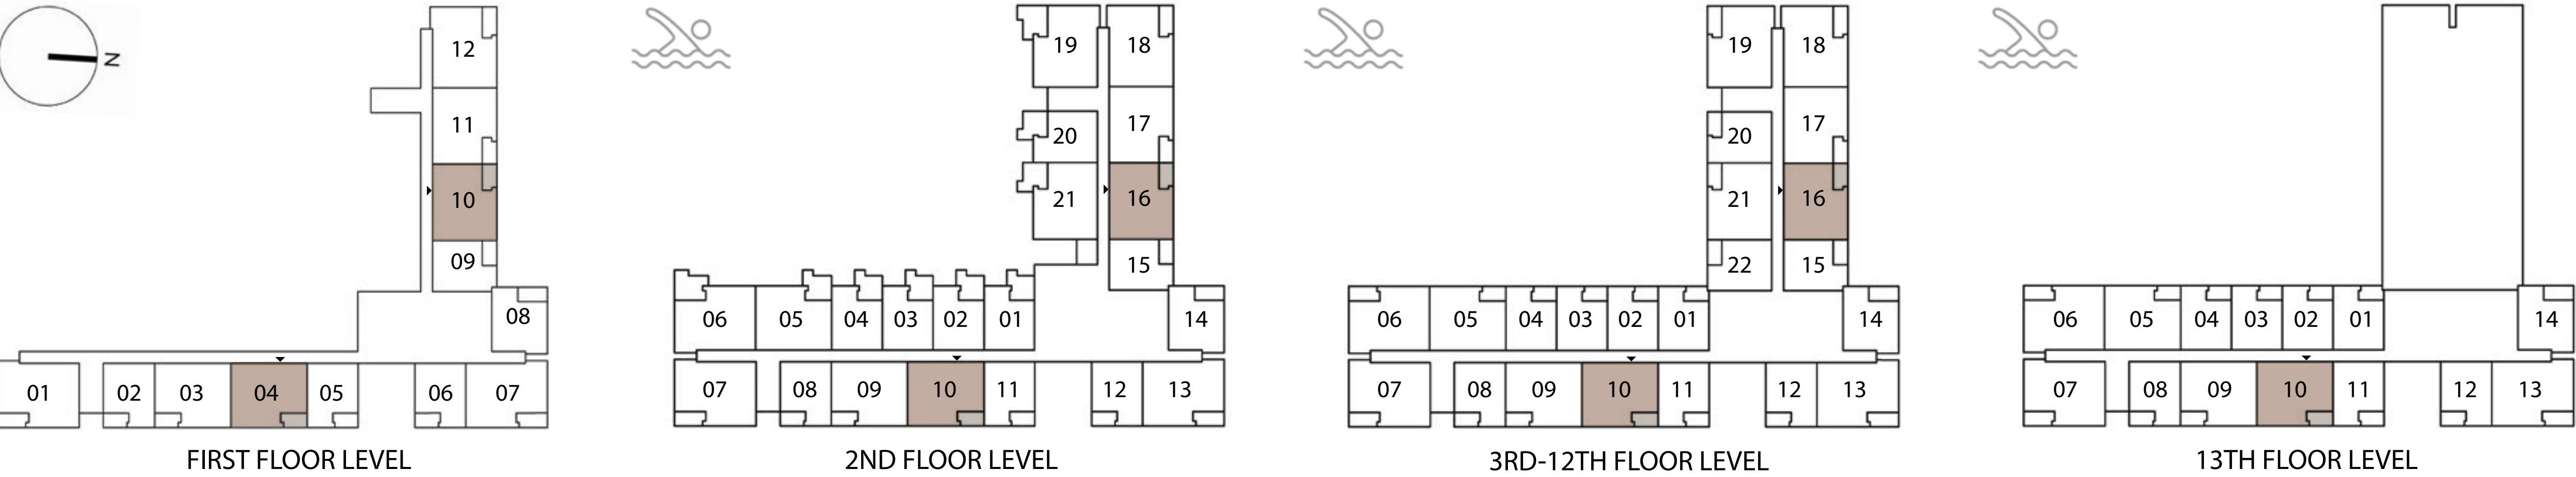 N
12
11
10
09
08
01 02 03 04 05 06 07
FIRST FLOOR LEVEL
19 18
20 17
21 16
15
06 05 04 03 02 01 14
07 08 09 10 11 12 13
2ND FLOOR LEVEL
19 18
20 17
21 16
22 15
06 05 04 03 02 01 14
07 08 09 10 11 12 13
3RD-12TH FLOOR LEVEL
06 05 04 03 02 01 14
07 08 09 10 11 12 13
13TH FLOOR LEVEL